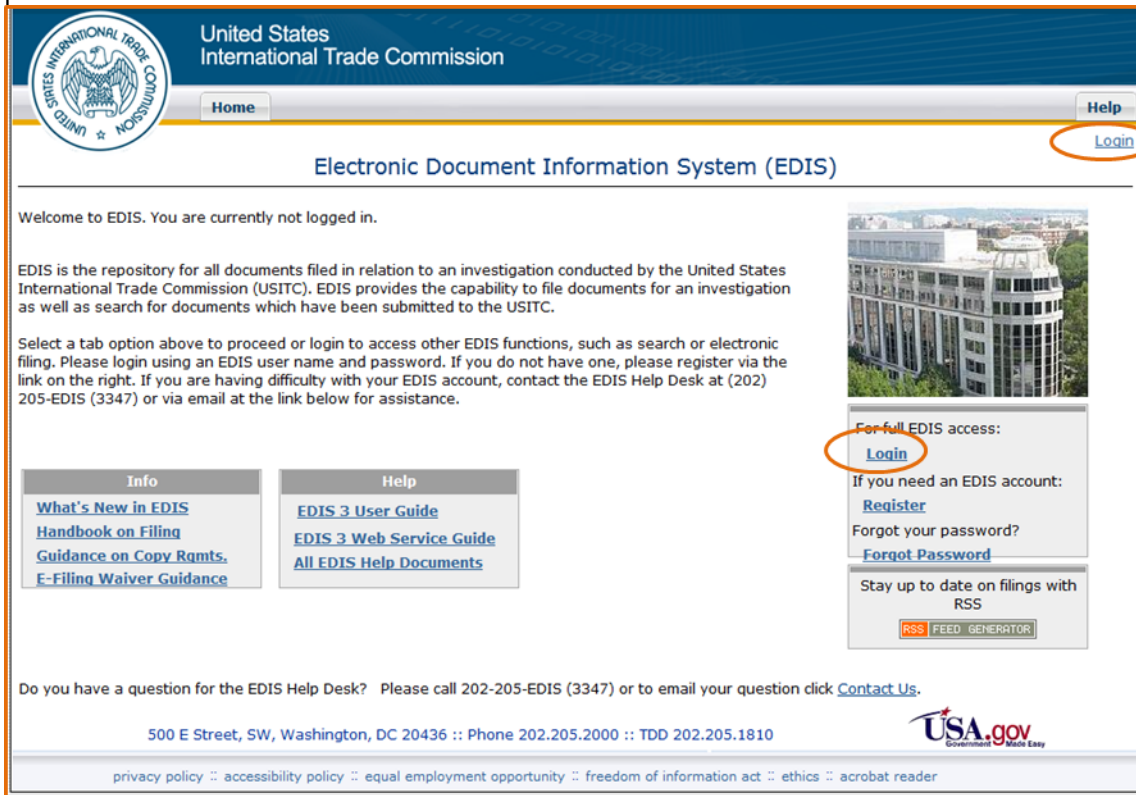 UNITED STATES INTERNATIONAL TRADE COMMISSION
United States
International Trade Commission
Home
Help
Login
Electronic Document Information System (EDIS)
Welcome to EDIS. You are currently not logged in.
EDIS is the repository for all documents filed in relation to an investigation conducted by the United States
International Trade Commission (USITC). EDIS provides the capability to file documents for an investigation
as well as search for documents which have been submitted to the USITC.
Select a tab option above to proceed or login to access other EDIS functions, such as search or electronic
filing. Please login using an EDIS user name and password. If you do not have one, please register via the
link on the right. If you are having difficulty with your EDIS account, contact the EDIS Help Desk at (202)
205-EDIS (3347) or via email at the link below for assistance.
Info
What's New in EDIS
Handbook on Filing
Guidance on Copy Rqmts.
E-Filing Waiver Guidance
Help
EDIS 3 User Guide
EDIS 3 Web Service Guide
All EDIS Help Documents
For full EDIS access:
Login
If you need an EDIS account:
Register
Forgot your password?
Forgot Password
Stay up to date on filings with
RSS
RSS FEED GENERATOR
Do you have a question for the EDIS Help Desk? Please call 202-205-EDIS (3347) or to email your question click Contact Us.
500 E Street, SW, Washington, DC 20436 :: Phone 202.205.2000 :: TDD 202.205.1810
USA.gov
Government Made Easy
privacy policy :: accessibility policy :: equal employment opportunity :: freedom of information act :: ethics :: acrobat reader